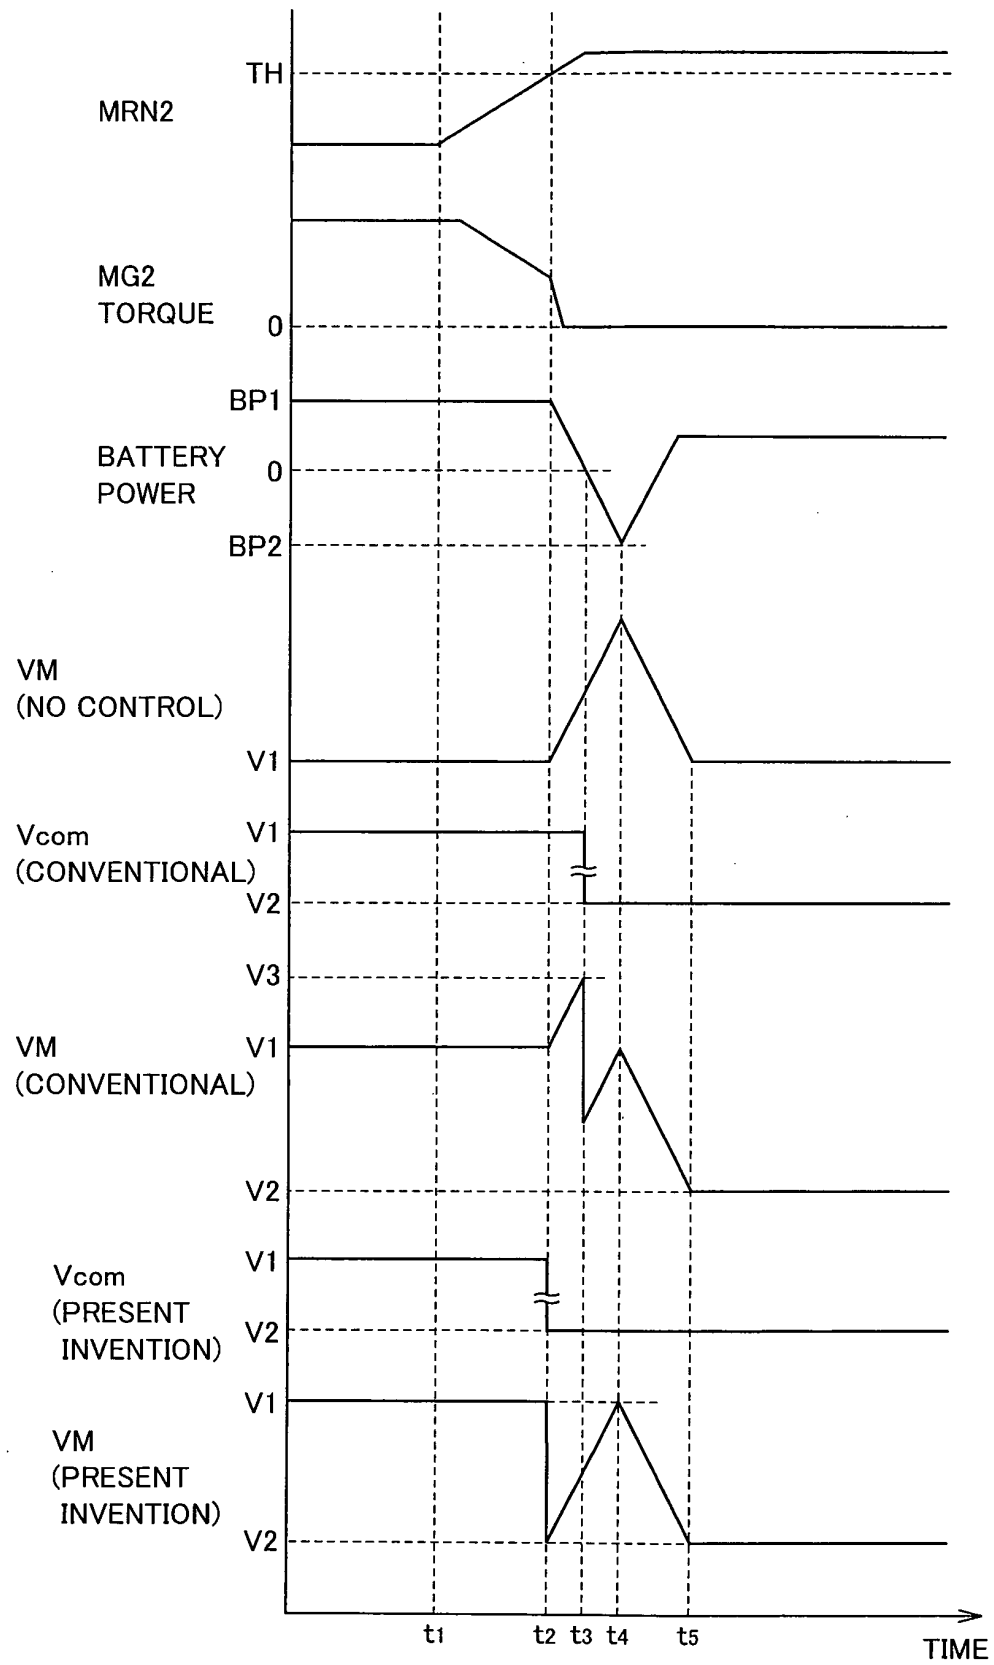 TH
MRN2
MG2
TORQUE
0
BP1
BATTERY
POWER
0
BP2
VM
(NO CONTROL)
V1
Vcom
(CONVENTIONAL)
V1
V2
V3
VM
(CONVENTIONAL)
V1
V2
V1
Vcom
(PRESENT
INVENTION)
V2
V1
VM
(PRESENT
INVENTION)
V2
t1 t2 t3 t4 t5
TIME